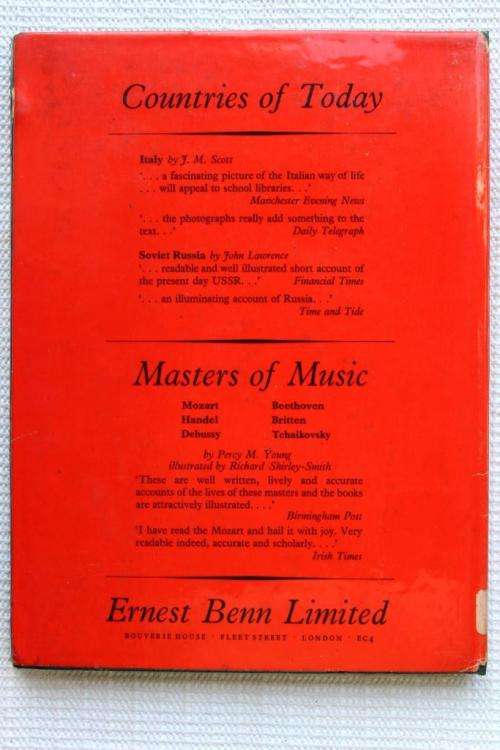 Countries of Today
Italy by J. M. Scott
'. . . a fascinating picture of the Italian way of life
. . . will appeal to school libraries. . .'
Manchester Evening News
'. . . the photographs really add something to the
text. . .' Daily Telegraph
Soviet Russia by John Lawrence
'. . . readable and well illustrated short account of
the present day USSR. . .' Financial Times
'. . . an illuminating account of Russia. . .'
Time and Tide
Masters of Music
Mozart Beethoven
Handel Britten
Debussy Tchaikovsky
by Percy M. Young
illustrated by Richard Shirley-Smith
'These are well written, lively and accurate
accounts of the lives of these masters and the books
are attractively illustrated. . . .'
Birmingham Post
'I have read the Mozart and hail it with joy. Very
readable indeed, accurate and scholarly. . . .'
Irish Times
Ernest Benn Limited
BOUVERIE HOUSE · FLEET STREET · LONDON · EC4